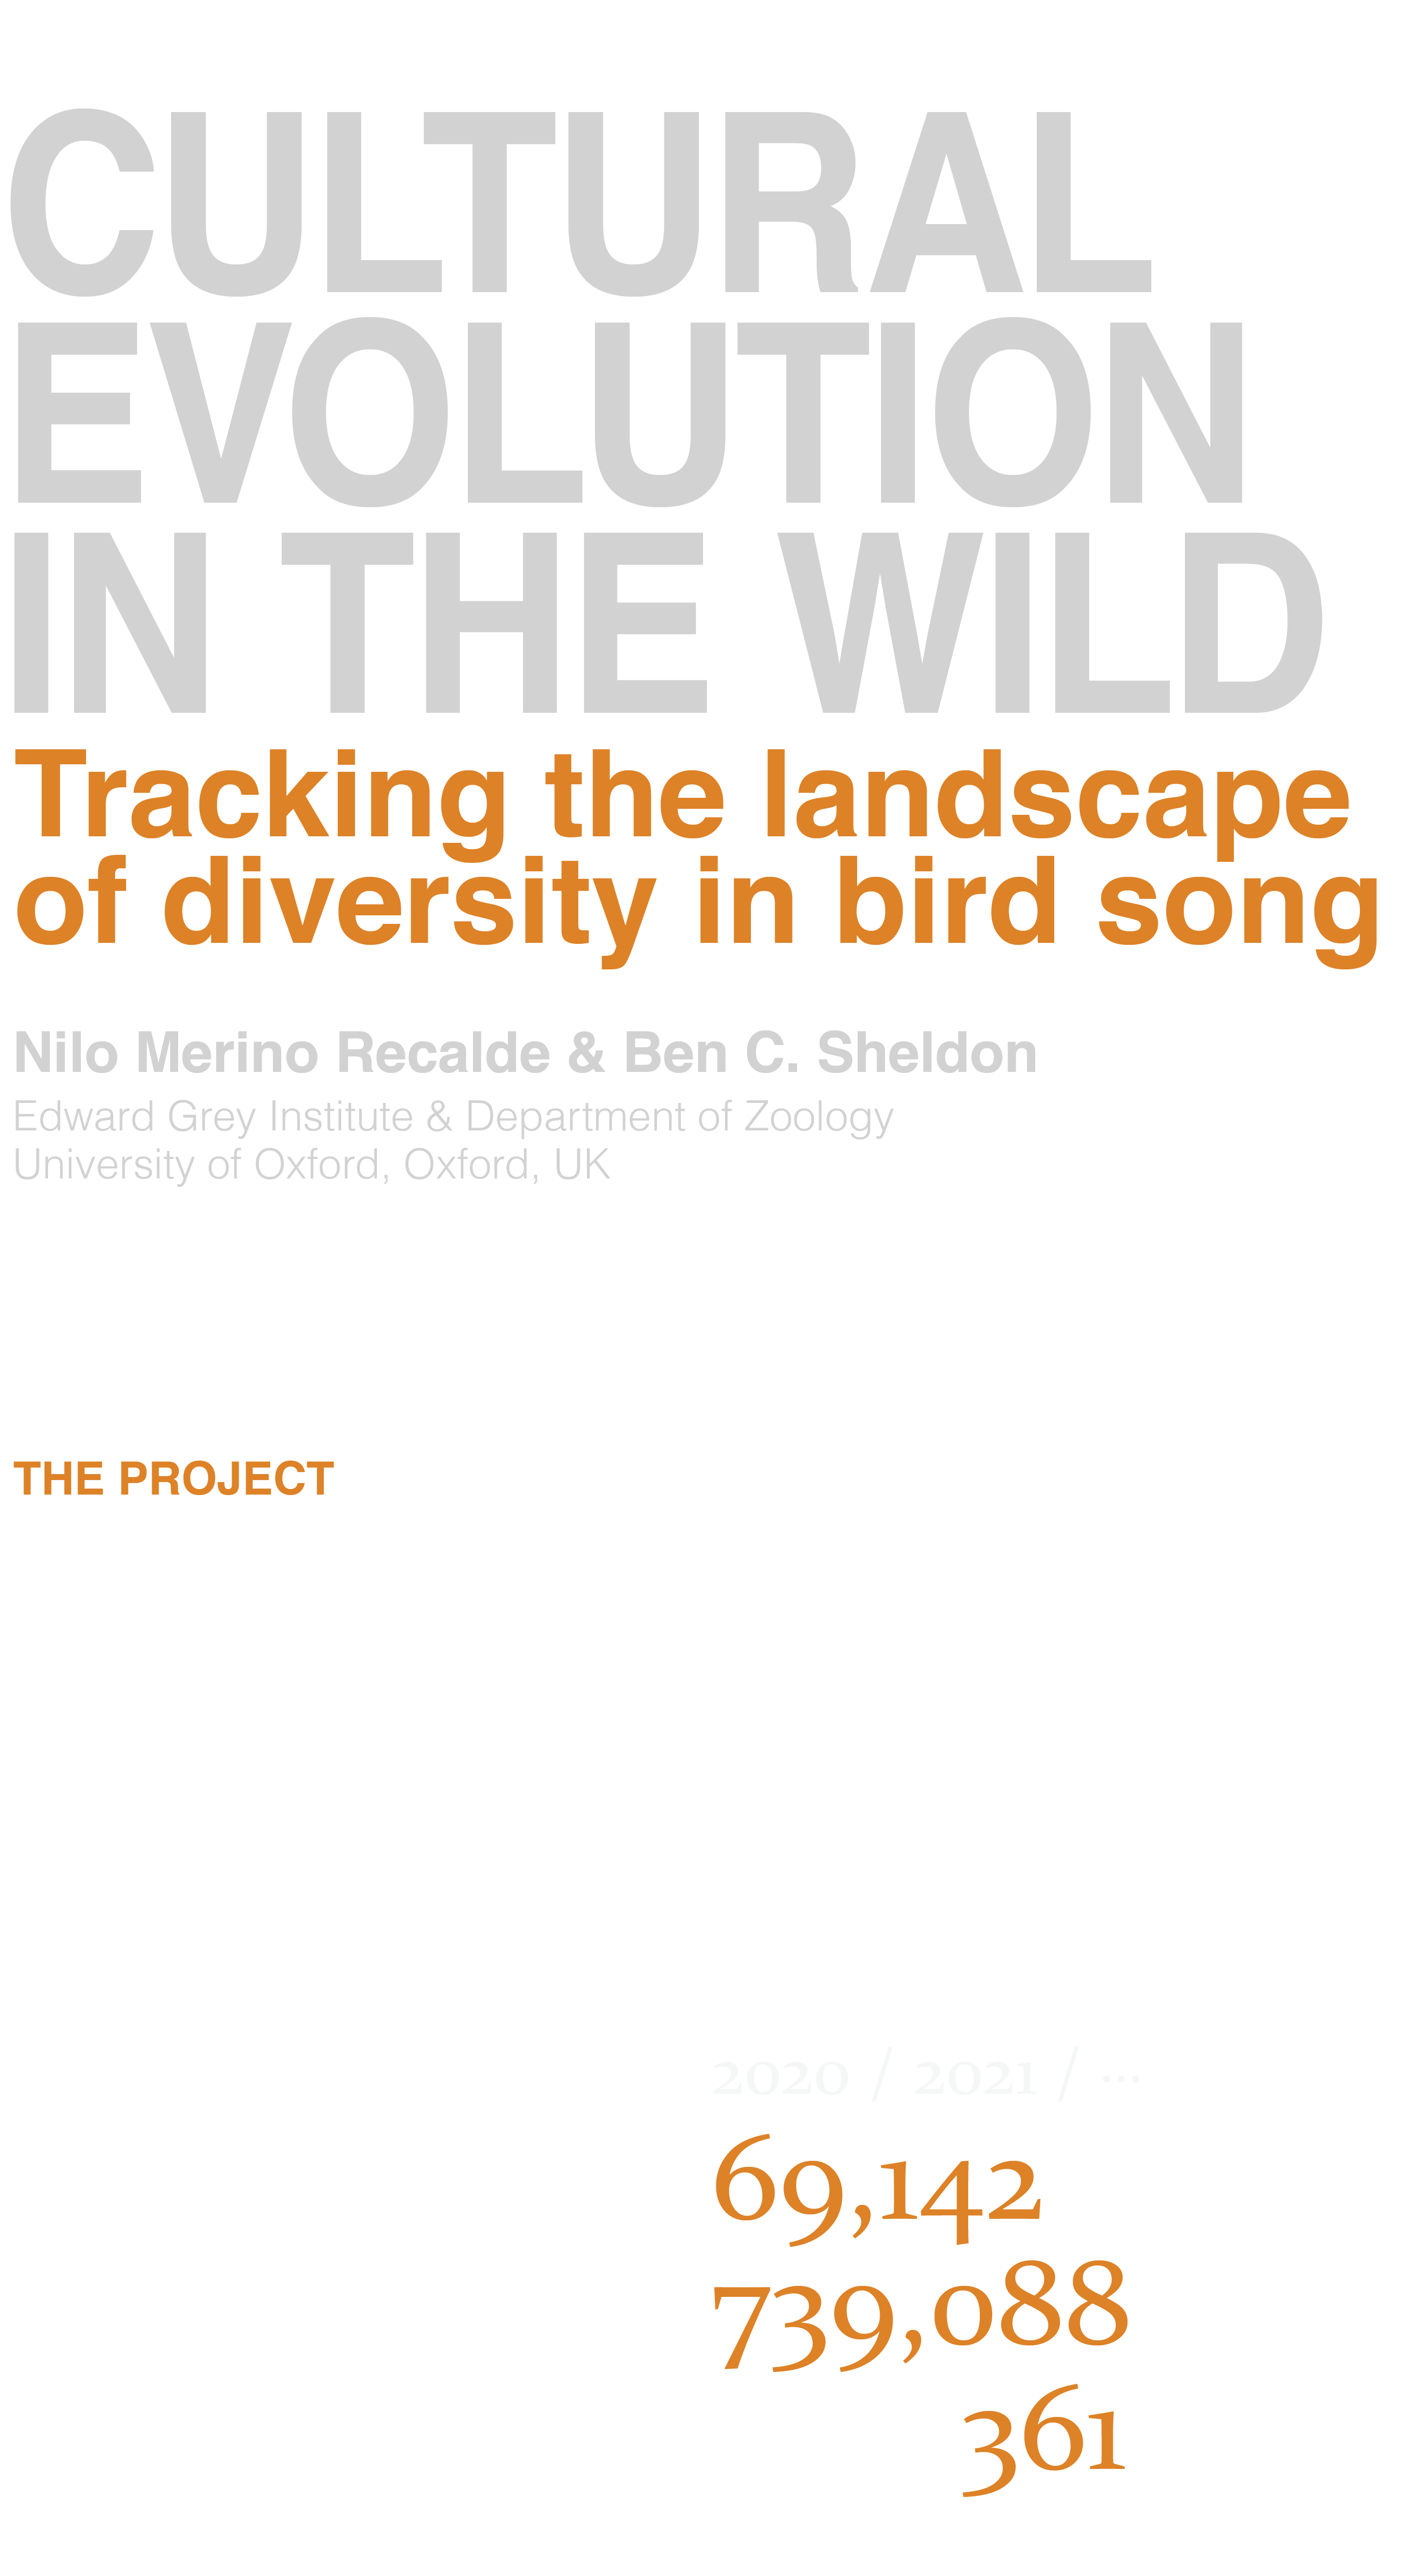 CULTURAL
EVOLUTION
IN THE WILD
Tracking the landscape
of diversity in bird song
Nilo Merino Recalde & Ben C. Sheldon
Edward Grey Institute & Department of Zoology
University of Oxford, Oxford, UK
THE PROJECT
2020 / 2021 / ...
69,142
739,088
361